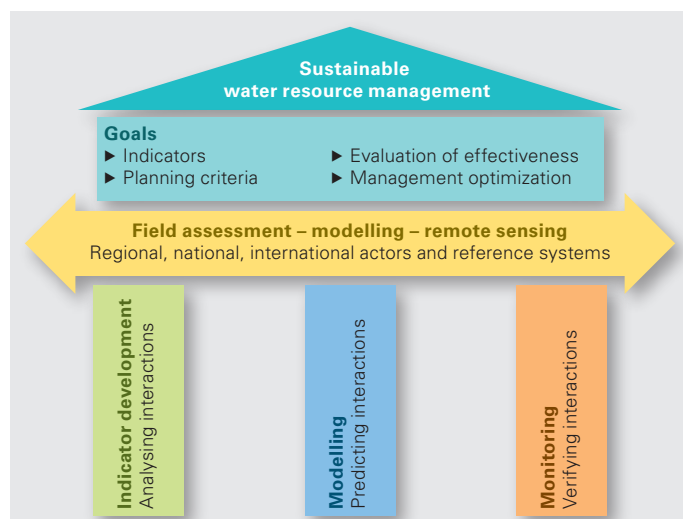 Sustainable
water resource management
Goals
► Indicators
► Planning criteria
► Evaluation of effectiveness
► Management optimization
Field assessment – modelling – remote sensing
Regional, national, international actors and reference systems
Indicator development
Analysing interactions
Modelling
Predicting interactions
Monitoring
Verifying interactions